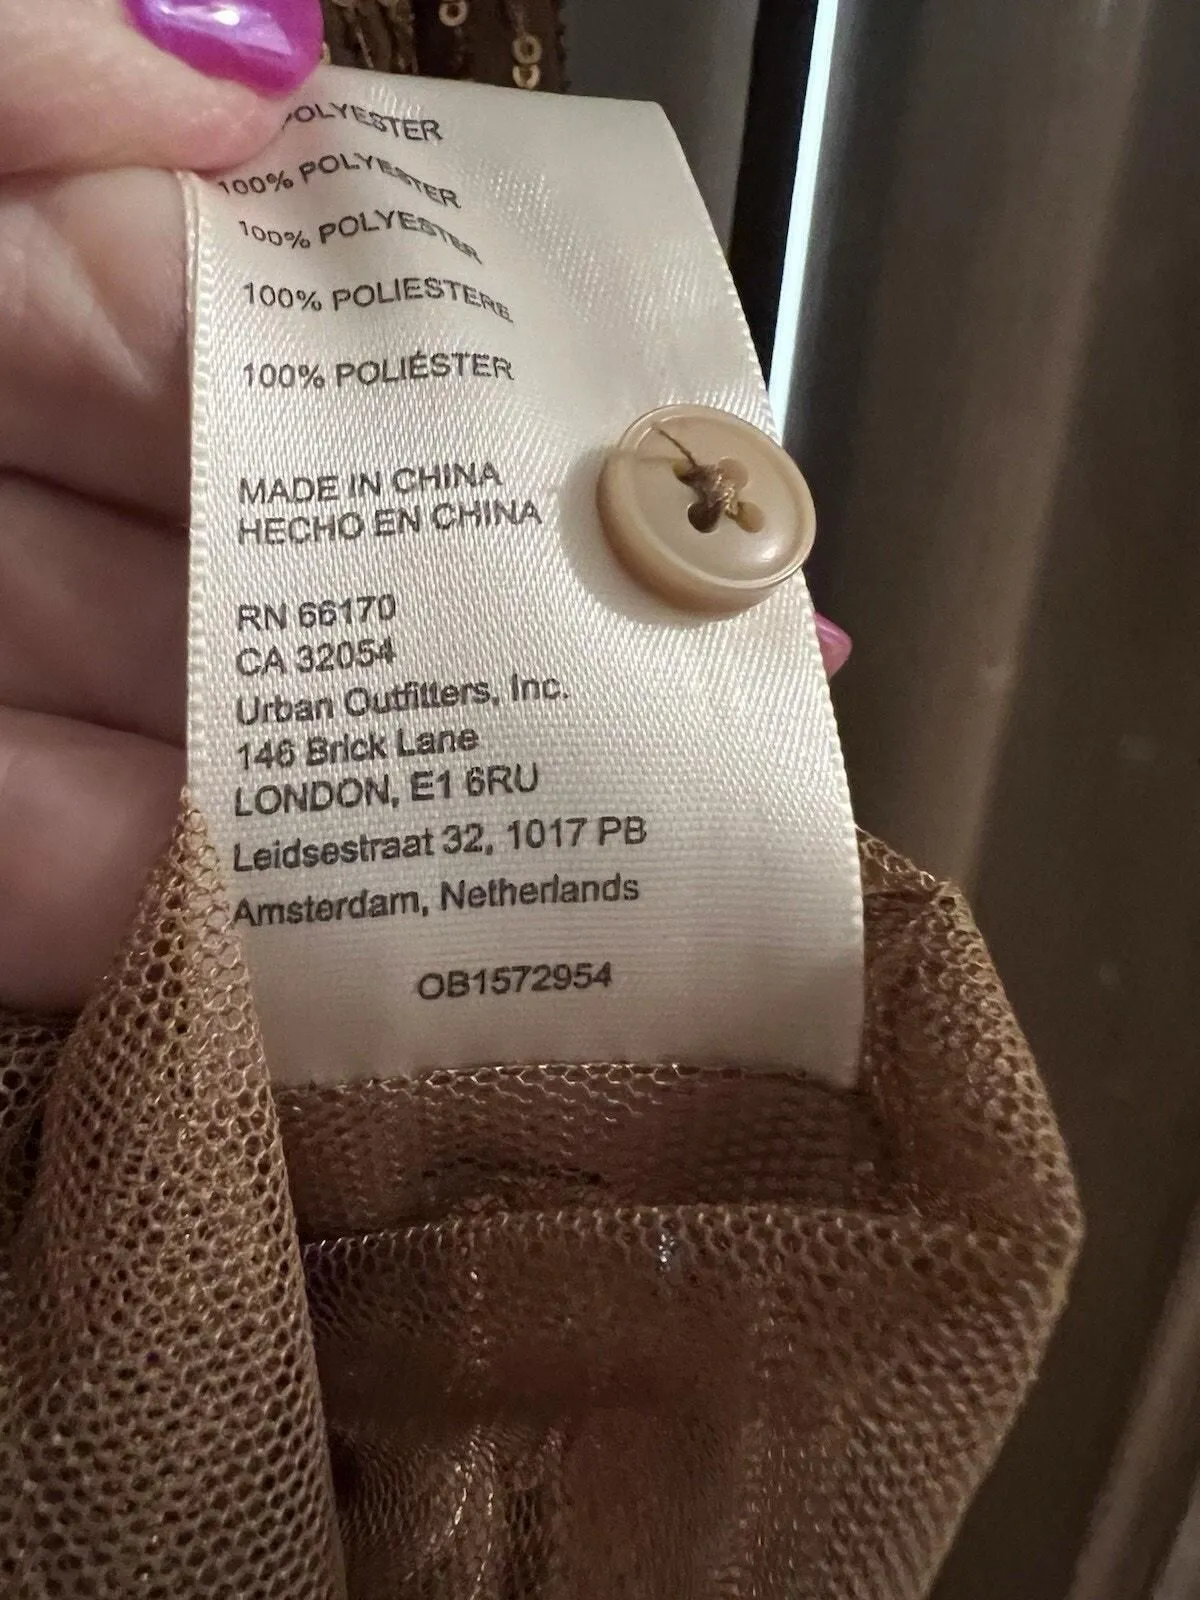 POLYESTER
100% POLYESTER
100% POLYESTER
100% POLIESTERE
100% POLIÉSTER
MADE IN CHINA
HECHO EN CHINA
RN 66170
CA 32054
Urban Outfitters, Inc.
146 Brick Lane
LONDON, E1 6RU
Leidsestraat 32, 1017 PB
Amsterdam, Netherlands
OB1572954